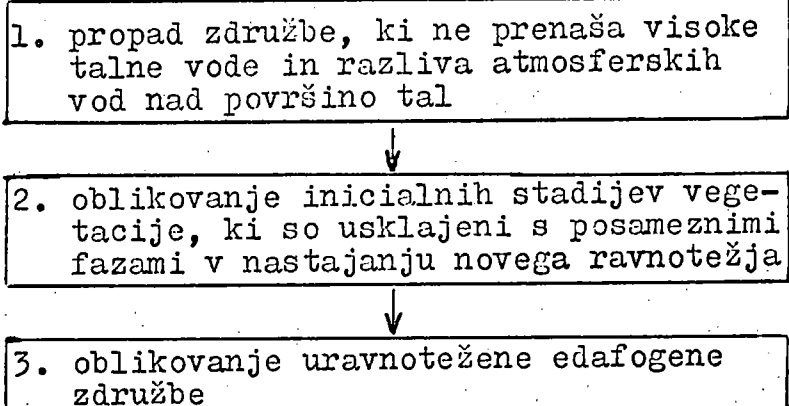 1. propad združbe, ki ne prenaša visoke
talne vode in razliva atmosferskih
vod nad površino tal
2. oblikovanje inicialnih stadijev vege-
tacije, ki so usklajeni s posameznimi
fazami v nastajanju novega ravnotežja
3. oblikovanje uravnotežene edafogene
združbe